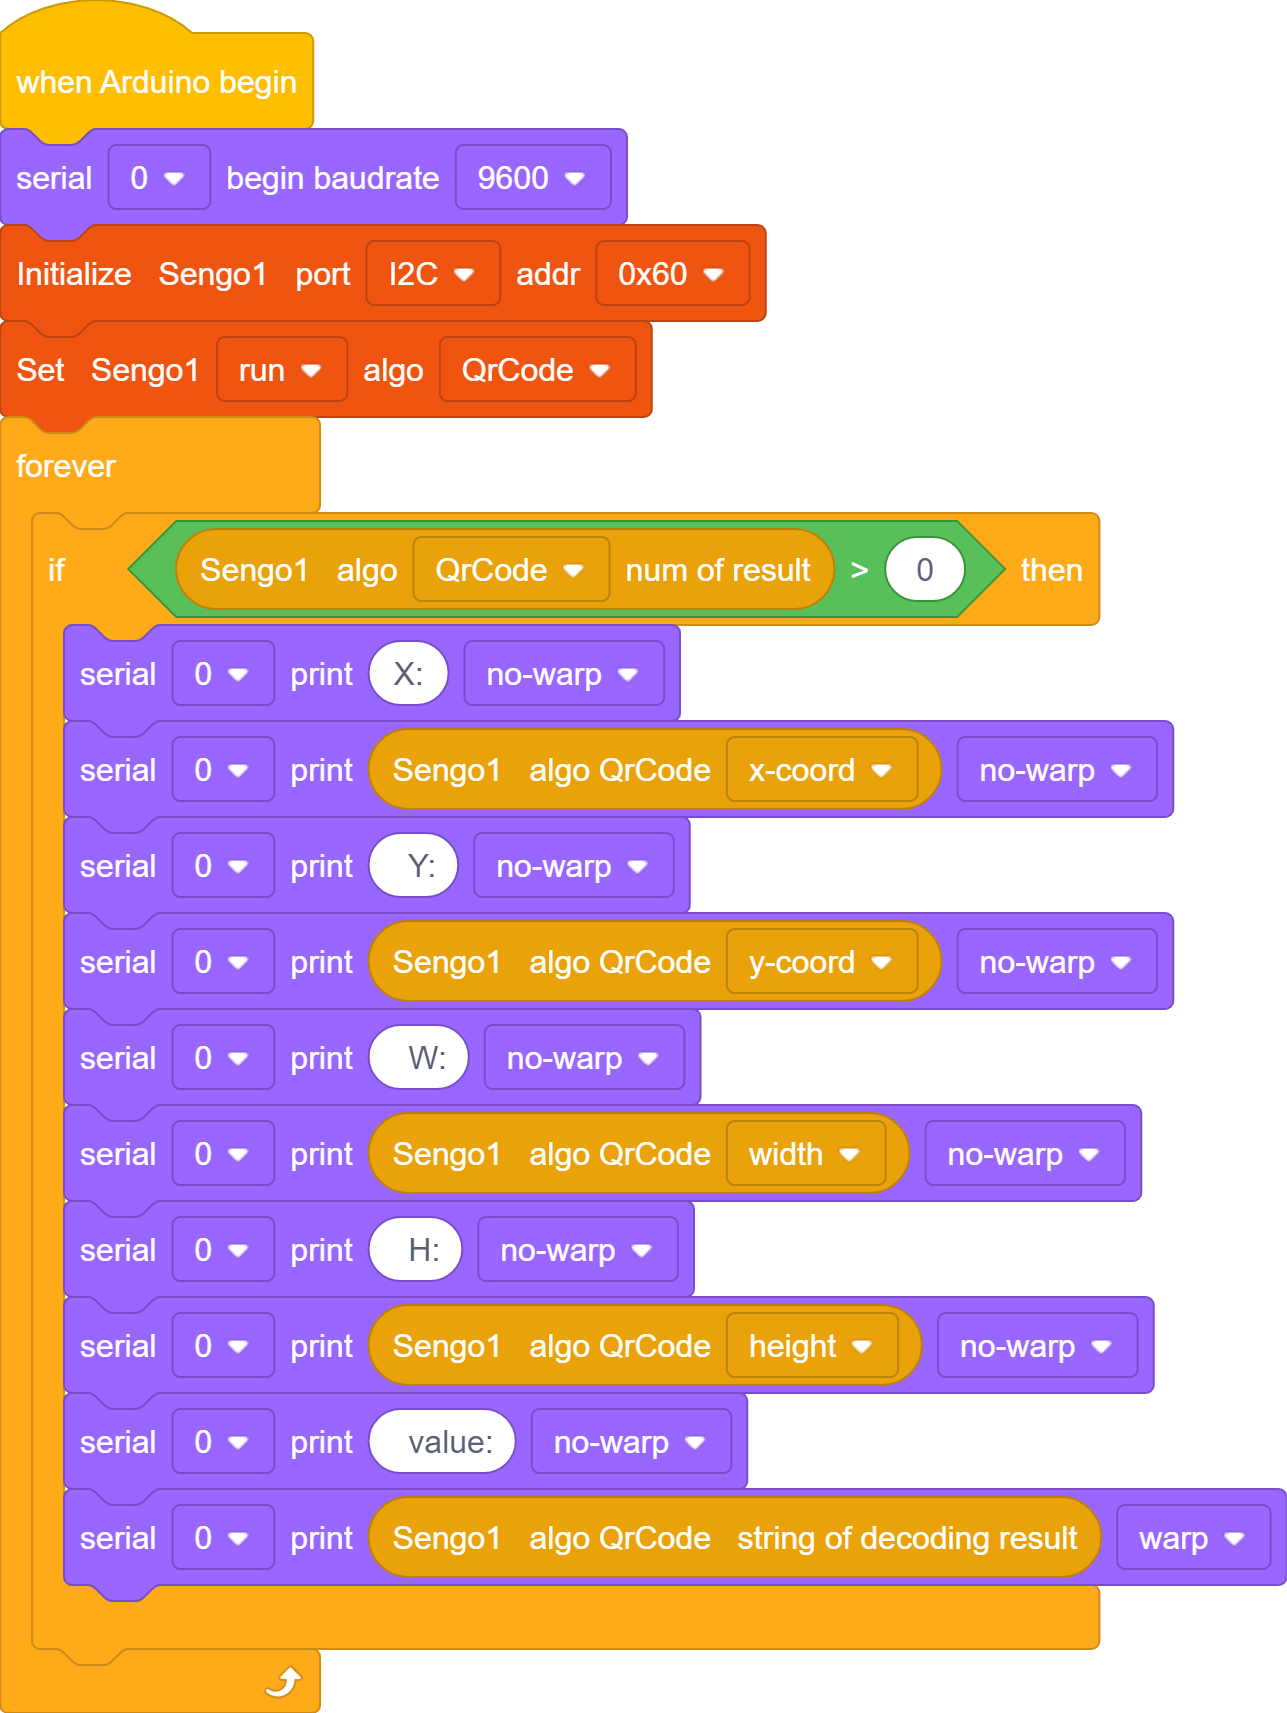 when Arduino begin
serial 0 begin baudrate 9600
Initialize Sengo1 port I2C addr 0x60
Set Sengo1 run algo QrCode
forever
if Sengo1 algo QrCode num of result > 0 then
serial 0 print X: no-warp
serial 0 print Sengo1 algo QrCode x-coord no-warp
serial 0 print Y: no-warp
serial 0 print Sengo1 algo QrCode y-coord no-warp
serial 0 print W: no-warp
serial 0 print Sengo1 algo QrCode width no-warp
serial 0 print H: no-warp
serial 0 print Sengo1 algo QrCode height no-warp
serial 0 print value: no-warp
serial 0 print Sengo1 algo QrCode string of decoding result warp